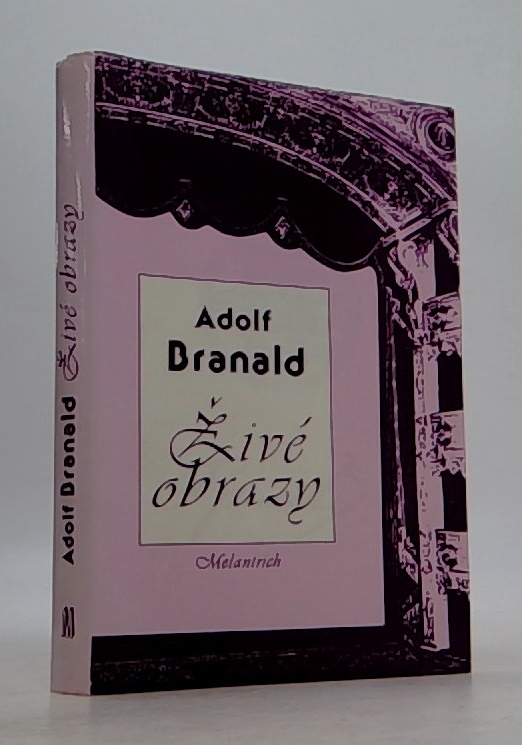 Adolf
Branald
Živé
obrazy
Melantrich
Adolf Branald Živé obrazy
M